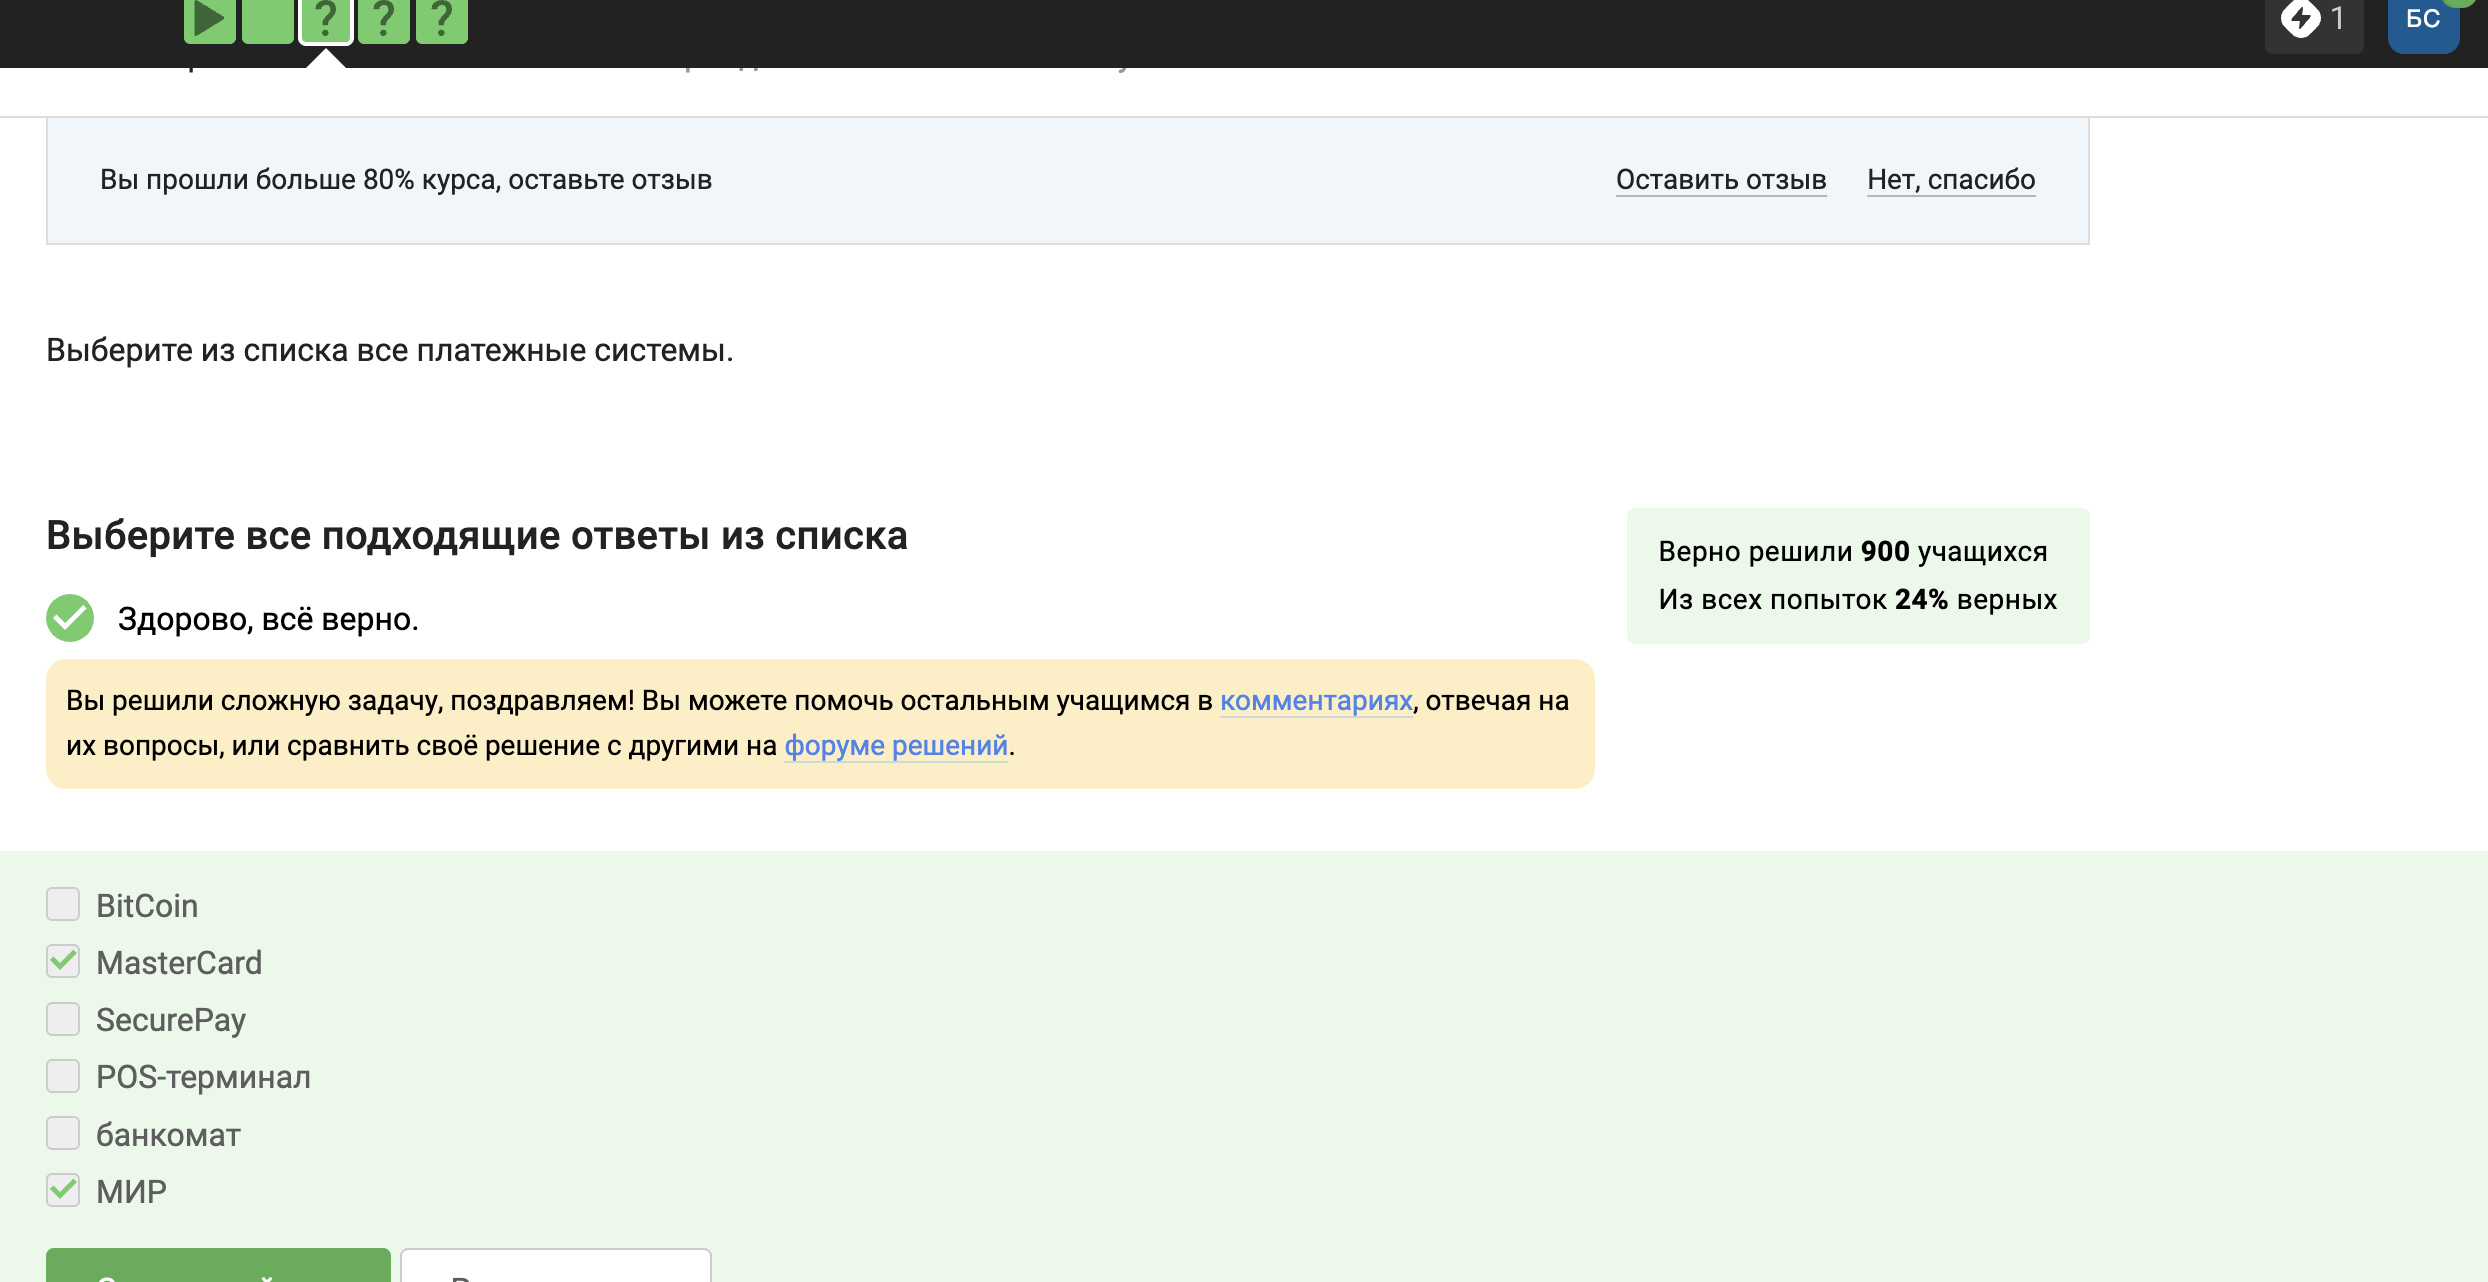 ? ? ?
1
БС
Вы прошли больше 80% курса, оставьте отзыв
Оставить отзыв Нет, спасибо
Выберите из списка все платежные системы.
Выберите все подходящие ответы из списка
Верно решили 900 учащихся
Из всех попыток 24% верных
Здорово, всё верно.
Вы решили сложную задачу, поздравляем! Вы можете помочь остальным учащимся в комментариях, отвечая на
их вопросы, или сравнить своё решение с другими на форуме решений.
BitCoin
MasterCard
SecurePay
POS-терминал
банкомат
МИР